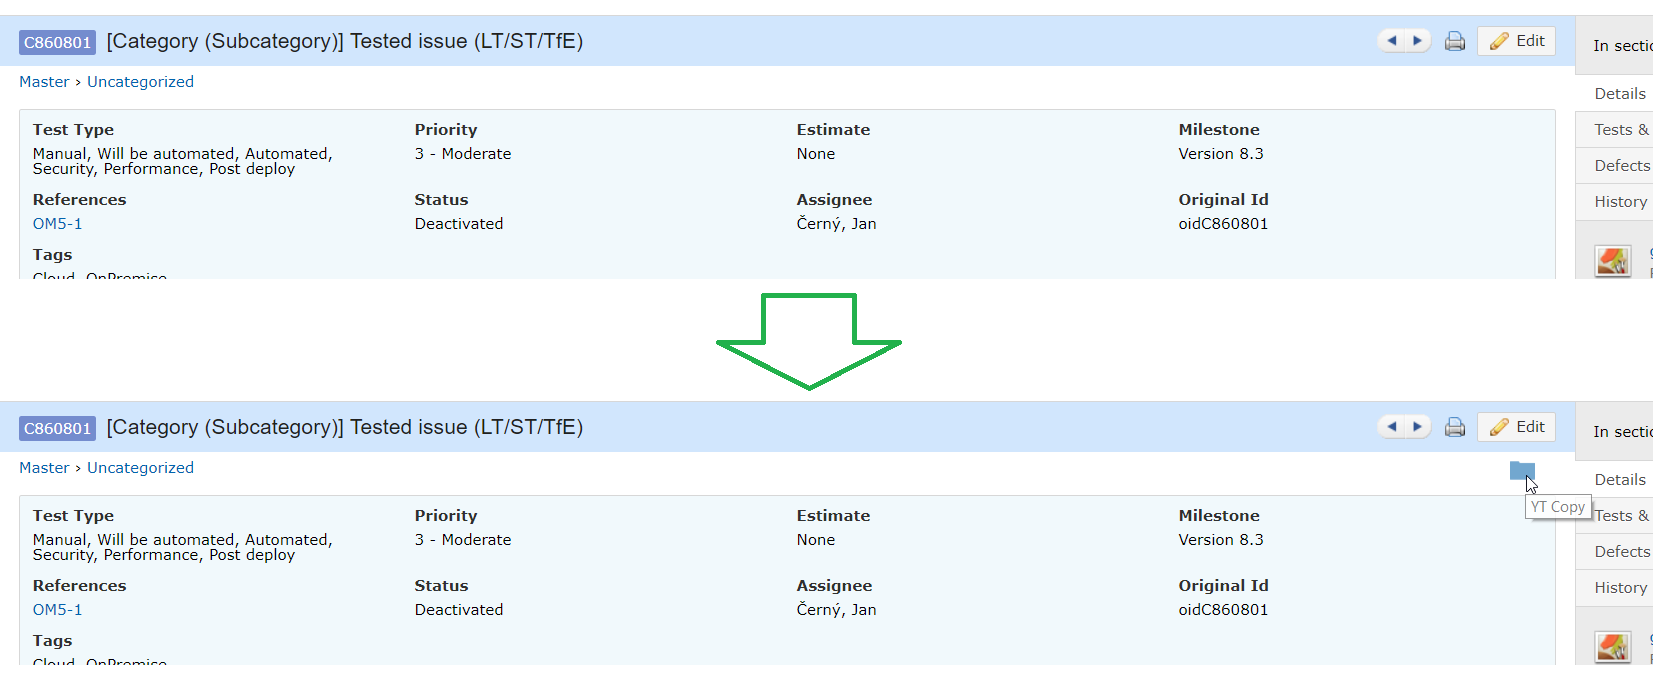 C860801 [Category (Subcategory)] Tested issue (LT/ST/TfE) Edit
In
Master › Uncategorized
Details
Test Type Priority Estimate Milestone
Tests &
Manual, Will be automated, Automated, 3 - Moderate None Version 8.3
Security, Performance, Post deploy
Defects
References Status Assignee Original Id
History
OM5-1 Deactivated Černý, Jan oidC860801
Tags
Cloud, OnPremise
C860801 [Category (Subcategory)] Tested issue (LT/ST/TfE) Edit
In
Master › Uncategorized
Details
YT Copy
Test Type Priority Estimate Milestone
Tests &
Manual, Will be automated, Automated, 3 - Moderate None Version 8.3
Security, Performance, Post deploy
Defects
References Status Assignee Original Id
History
OM5-1 Deactivated Černý, Jan oidC860801
Tags
Cloud, OnPremise